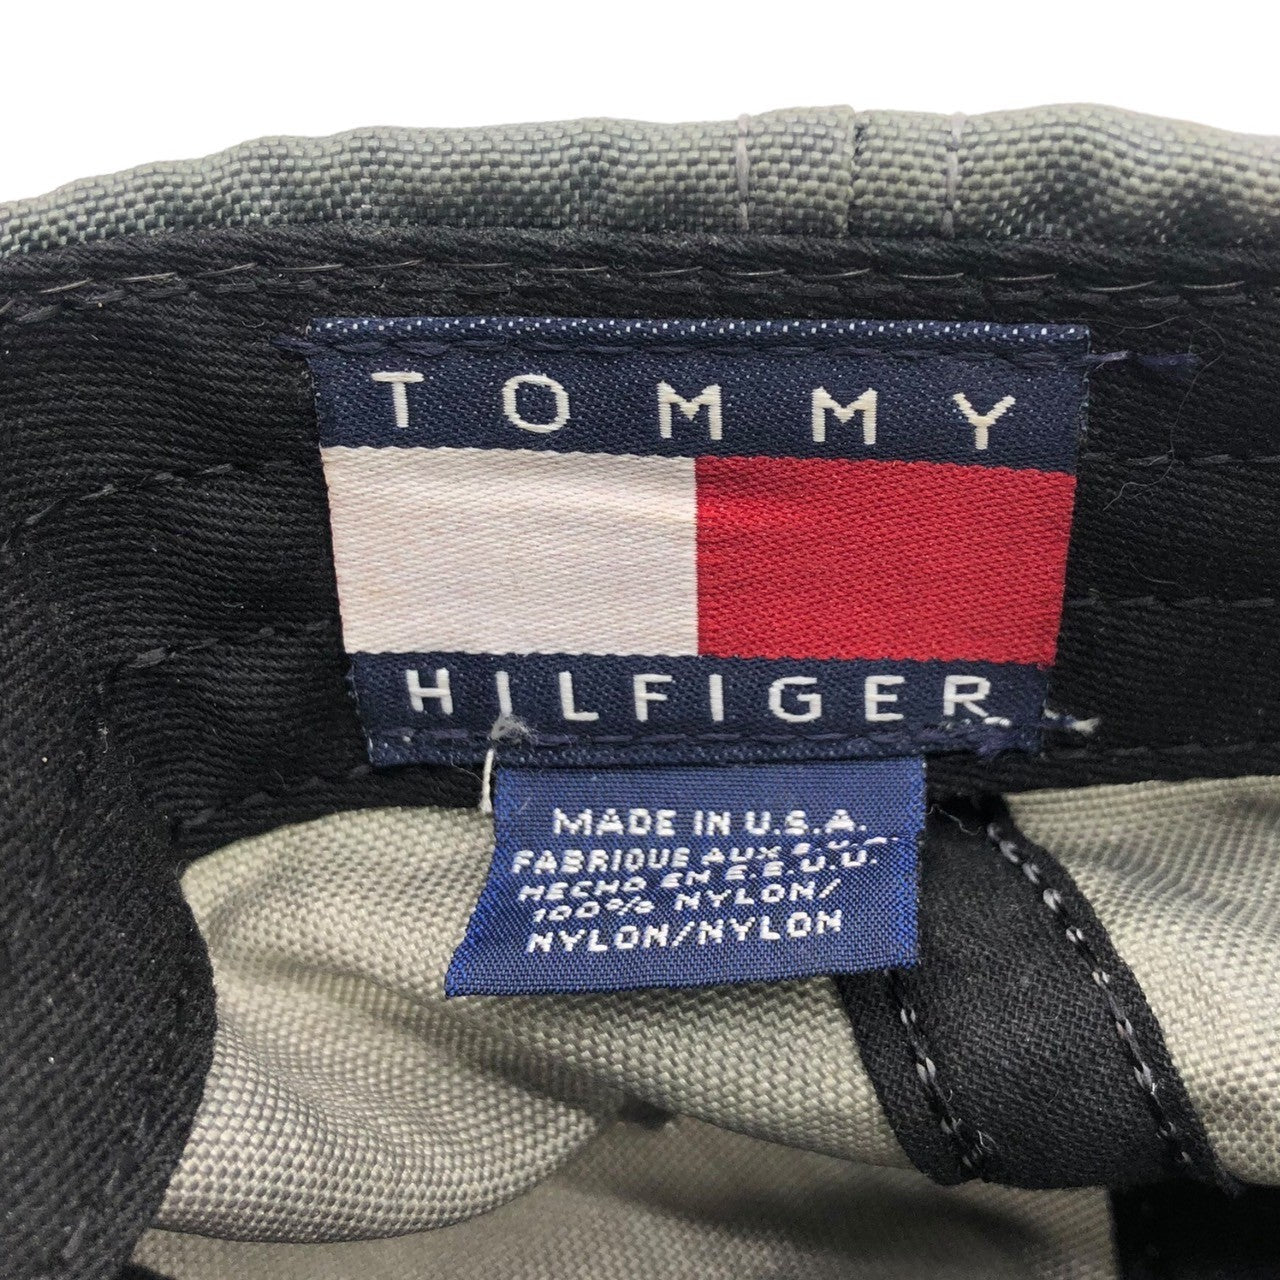 TOMMY
HILFIGER
MADE IN U.S.A.
FABRIQUE AUX
HECHO EN E.E.U.U.
100% NYLON/
NYLON/NYLON